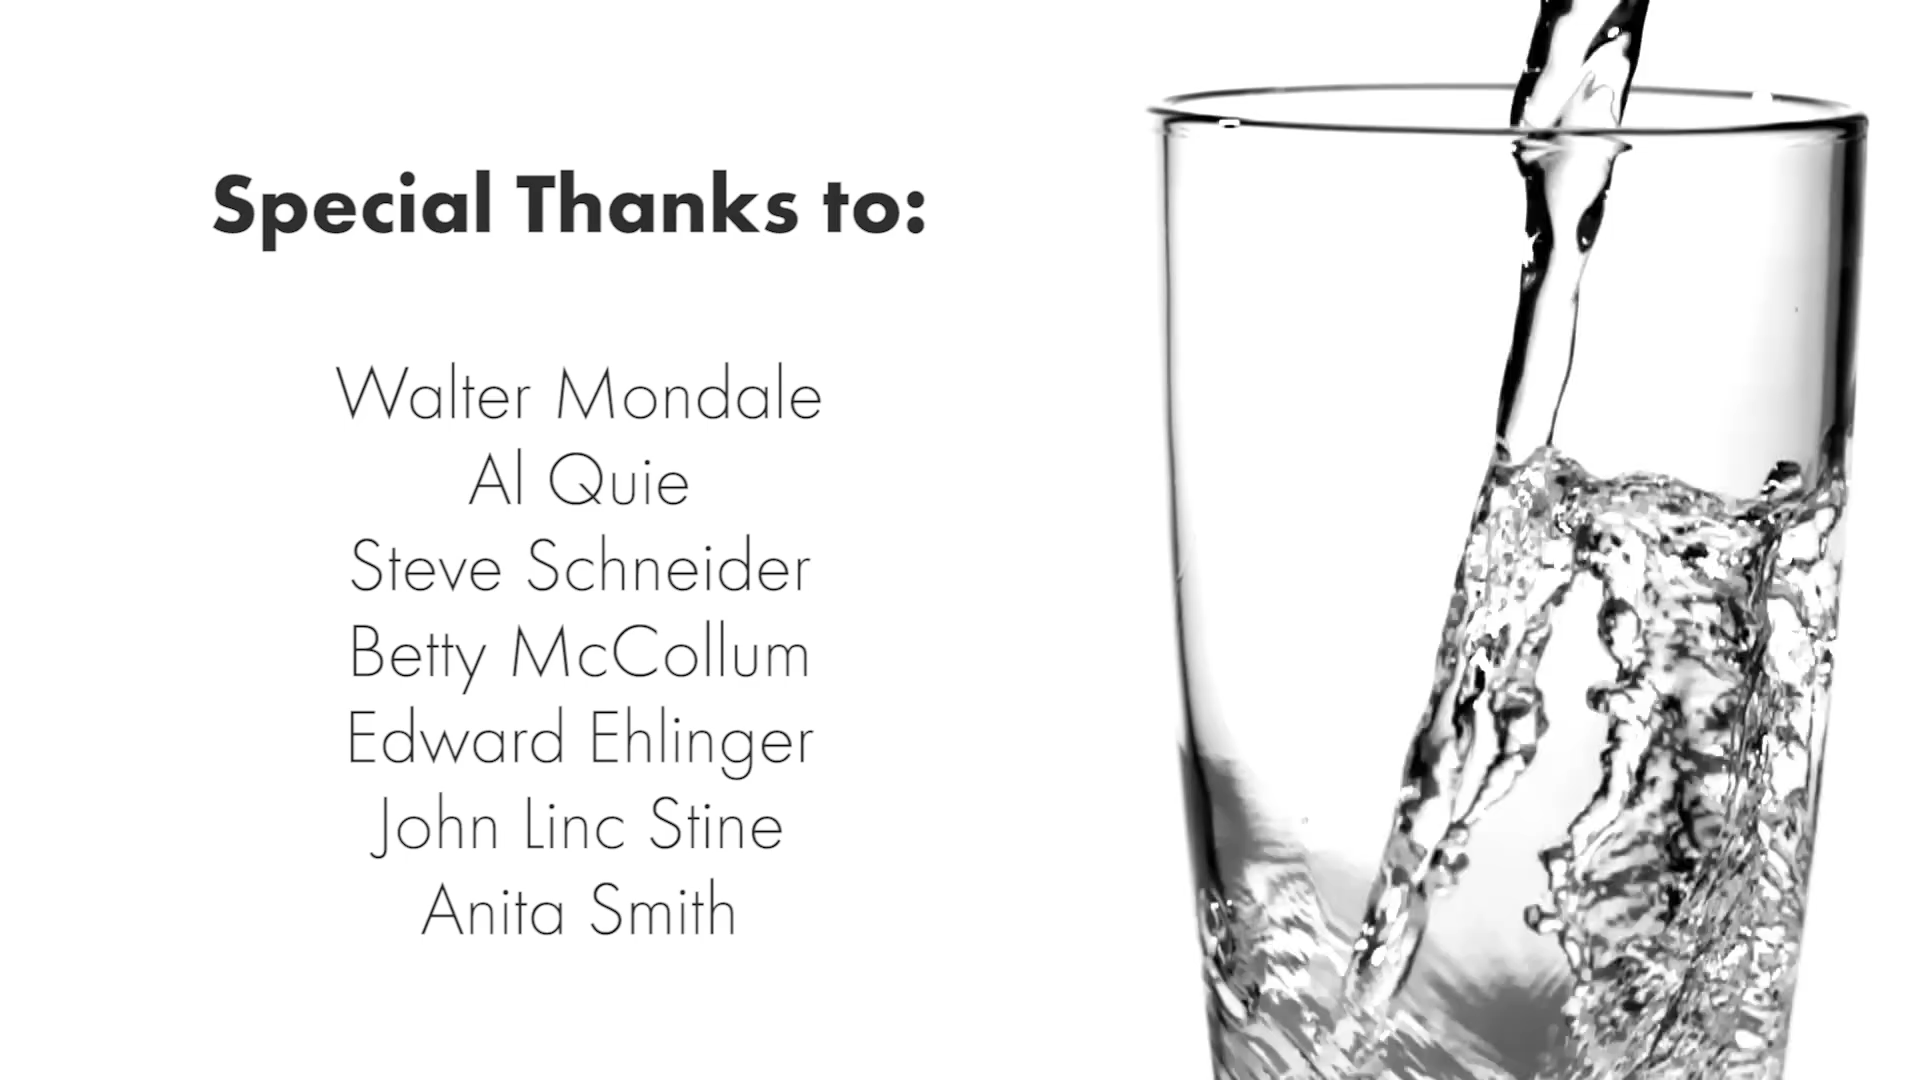 Special Thanks to:
Walter Mondale
Al Quie
Steve Schneider
Betty McCollum
Edward Ehlinger
John Linc Stine
Anita Smith